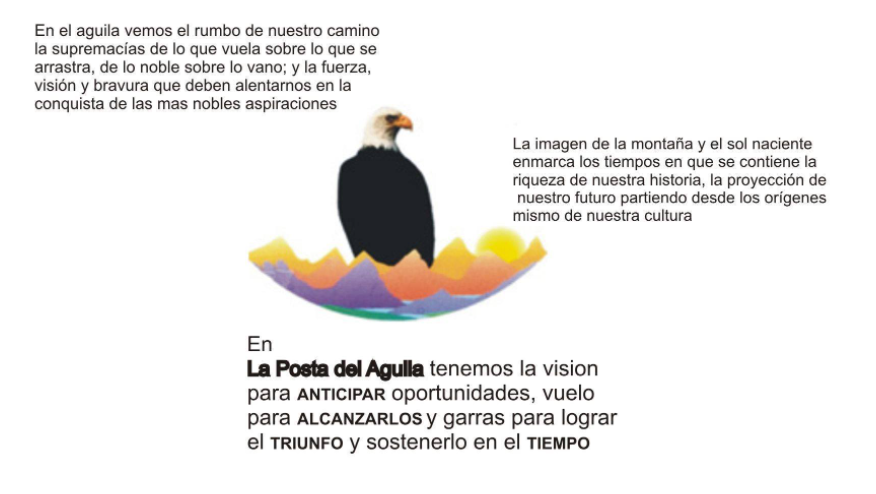 En el aguila vemos el rumbo de nuestro camino
la supremacías de lo que vuela sobre lo que se
arrastra, de lo noble sobre lo vano; y la fuerza,
visión y bravura que deben alentarnos en la
conquista de las mas nobles aspiraciones
La imagen de la montaña y el sol naciente
enmarca los tiempos en que se contiene la
riqueza de nuestra historia, la proyección de
nuestro futuro partiendo desde los orígenes
mismo de nuestra cultura
En
La Posta del Aguila tenemos la vision
para ANTICIPAR oportunidades, vuelo
para ALCANZARLOS y garras para lograr
el TRIUNFO y sostenerlo en el TIEMPO